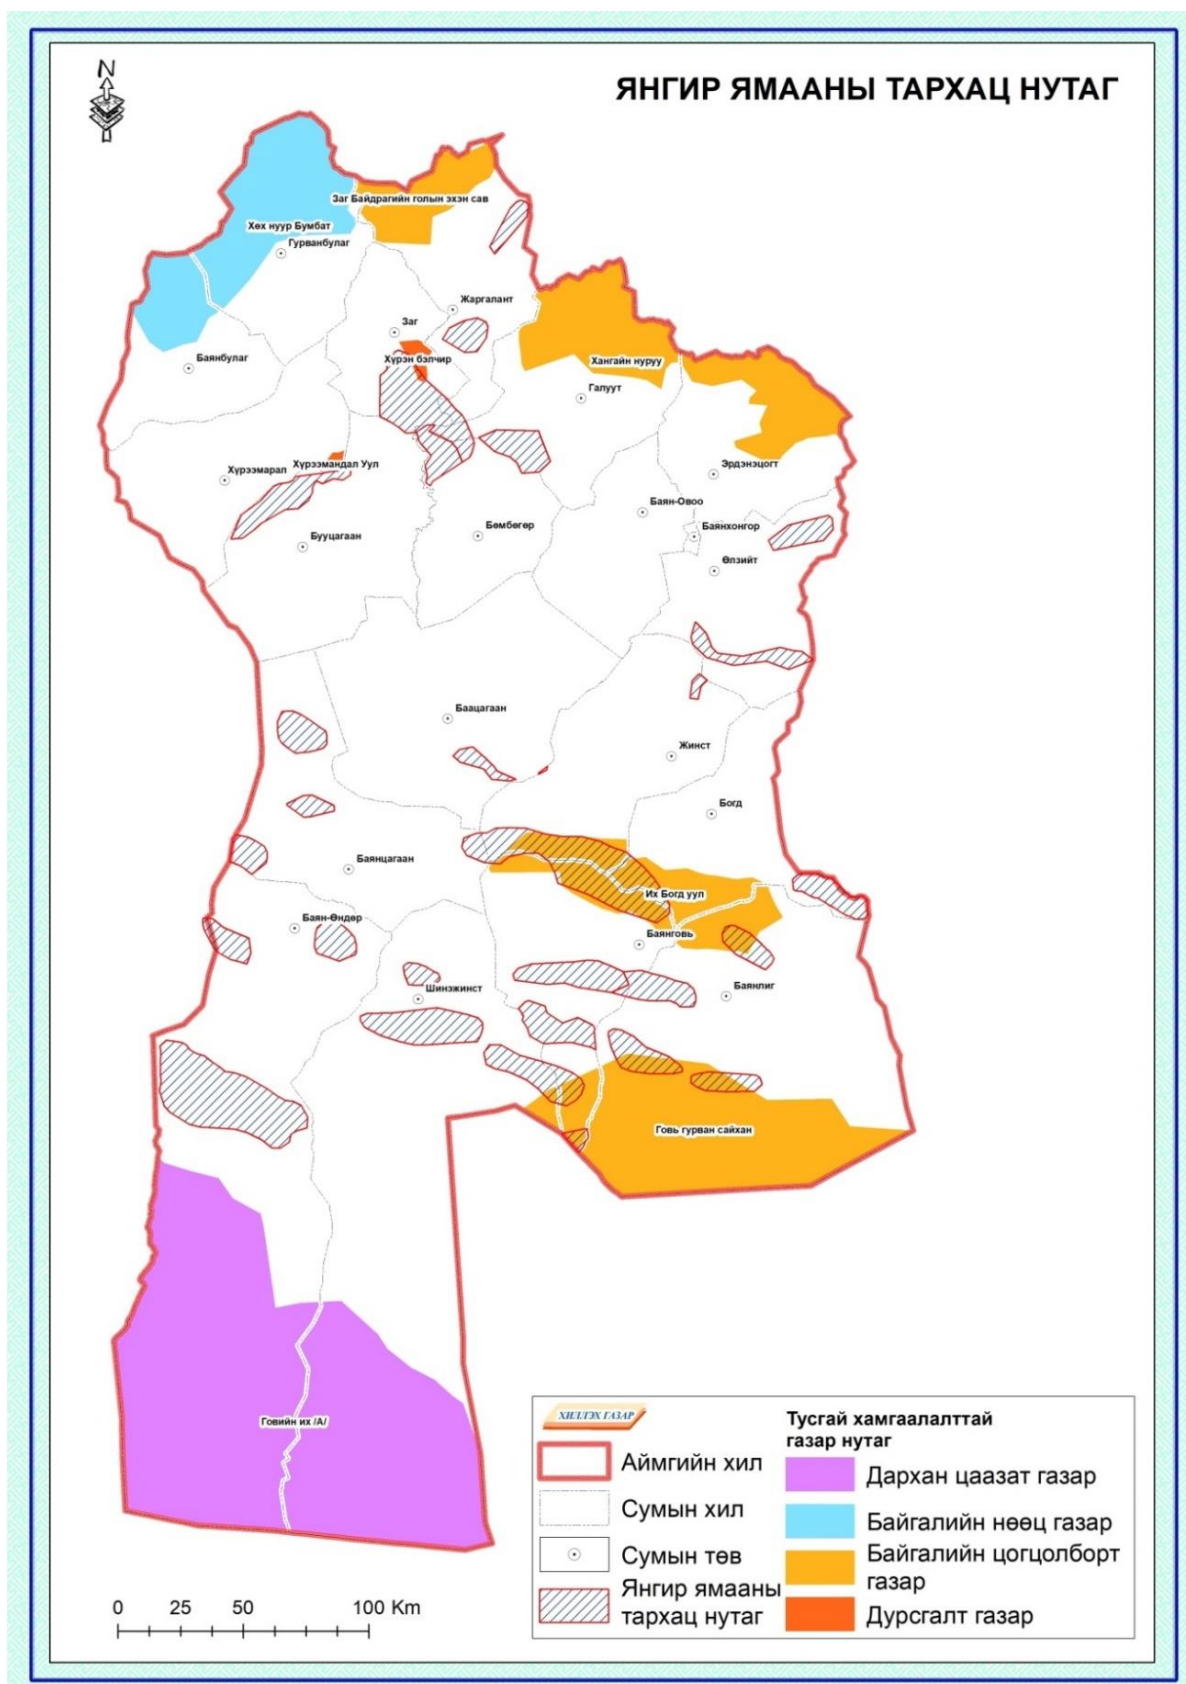 N
ЯНГИР ЯМААНЫ ТАРХАЦ НУТАГ
Заг Байдрагийн голын эхэн сав
Хөх нуур Бумбат
Гурванбулаг
Жаргалант
Заг
Хүрэн бэлчир
Хангайн нуруу
Баянбулаг
Галуут
Хүрээмандал Уул
Хүрээмарал
Эрдэнэцогт
Баян-Овоо
Баянхонгор
Бууцагаан
Бөмбөгөр
Өлзийт
Баацагаан
Жинст
Богд
Баянцагаан
Их Богд уул
Баян-Өндөр
Баянговь
Шинэжинст
Баянлиг
Говь гурван сайхан
Говийн их /А/
ХИЛЛЭХ ГАЗАР
Аймгийн хил
Сумын хил
Сумын төв
Янгир ямааны
тархац нутаг
Тусгай хамгаалалттай
газар нутаг
Дархан цаазат газар
Байгалийн нөөц газар
Байгалийн цогцолборт
газар
Дурсгалт газар
0 25 50 100 Km